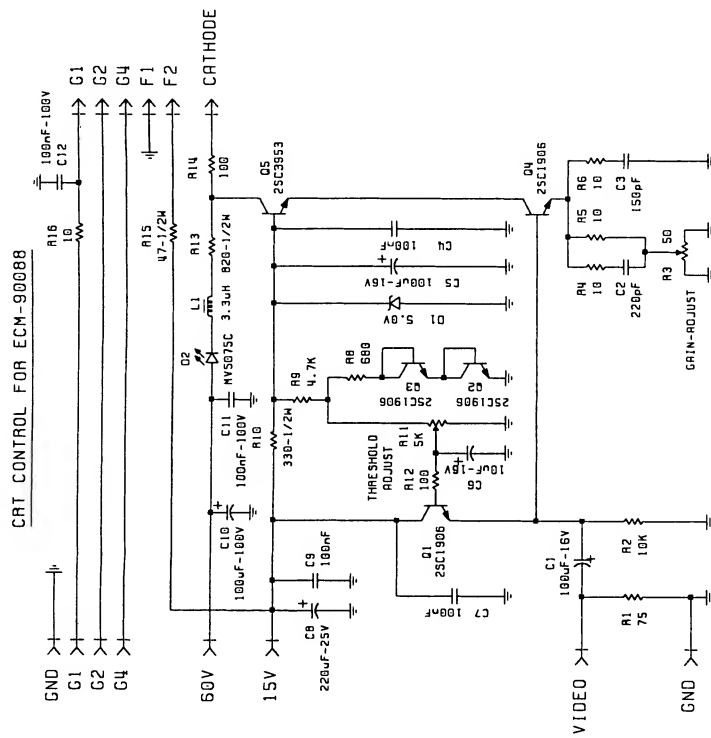 CRT CONTROL FOR ECM-90088
GND
G1
G2
G4
R16
10
100nF-100V
C12
G1
G2
G4
F1
F2
R15
47-1/2W
60V
C10
100uF-100V
C11
100nF-100V
D2
MV5075C
L1
3.3uH
R13
820-1/2W
R14
100
CATHODE
15V
C8
220uF-25V
C9
100nF
R10
330-1/2W
Q5
2SC3953
R9
4.7K
R8
680
Q3
2SC1906
Q2
2SC1906
D1 5.0V
C5 100uF-16V
C4
100nF
THRESHOLD
ADJUST
R11
5K
R12
100
10uF-16V
C6
Q1
2SC1906
C7 100nF
Q4
2SC1906
VIDEO
C1
100uF-16V
R1
75
R2
10K
GND
R4
10
C2
220pF
R5
10
R6
10
C3
150pF
R3
50
GAIN-ADJUST